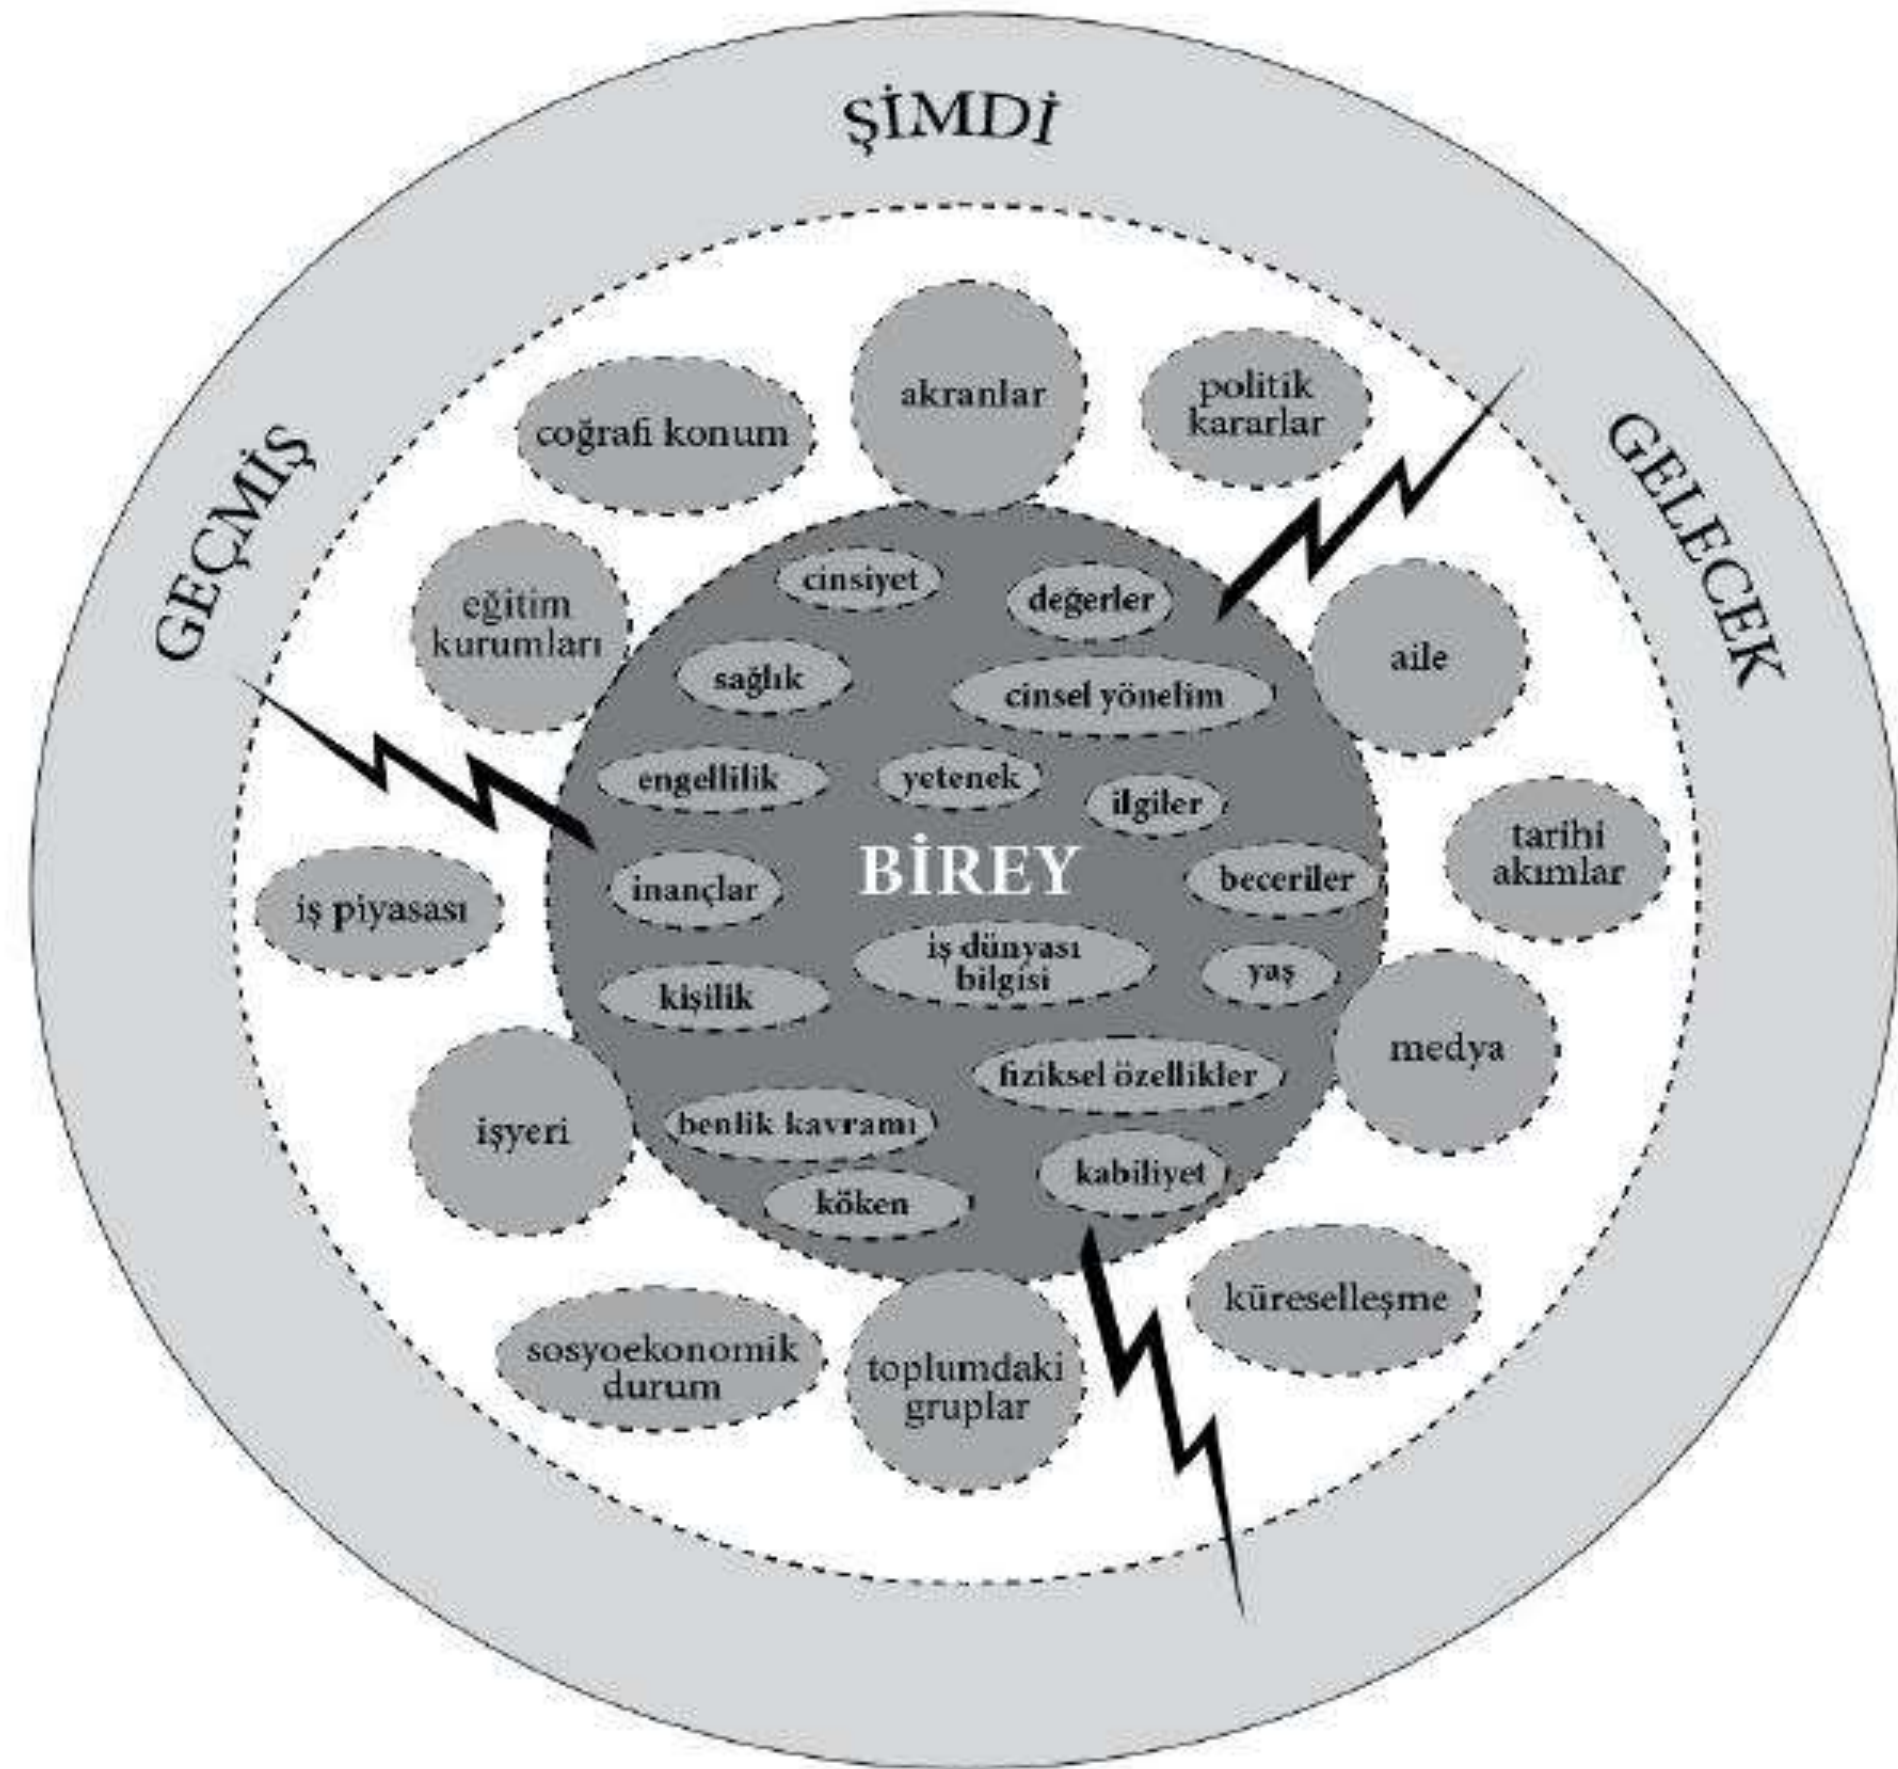 ŞİMDİ
GEÇMİŞ
GELECEK
akranlar
politik
kararlar
coğrafi konum
eğitim
kurumları
aile
cinsiyet
değerler
sağlık
cinsel yönelim
engellilik
yetenek
ilgiler
BİREY
inançlar
beceriler
iş dünyası
bilgisi
yaş
kişilik
fiziksel özellikler
benlik kavramı
kabiliyet
köken
tarihi
akımlar
iş piyasası
medya
işyeri
küreselleşme
sosyoekonomik
durum
toplumdaki
gruplar